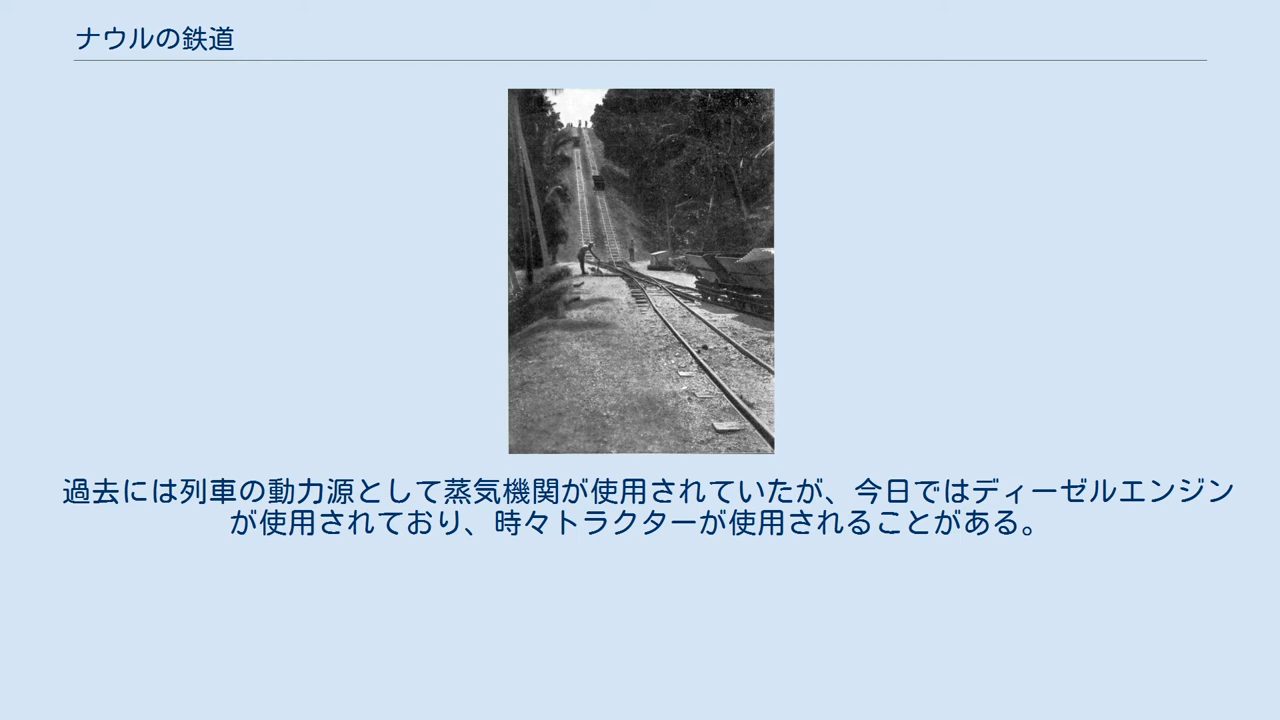 ナウルの鉄道
過去には列車の動力源として蒸気機関が使用されていたが、今日ではディーゼルエンジン
が使用されており、時々トラクターが使用されることがある。